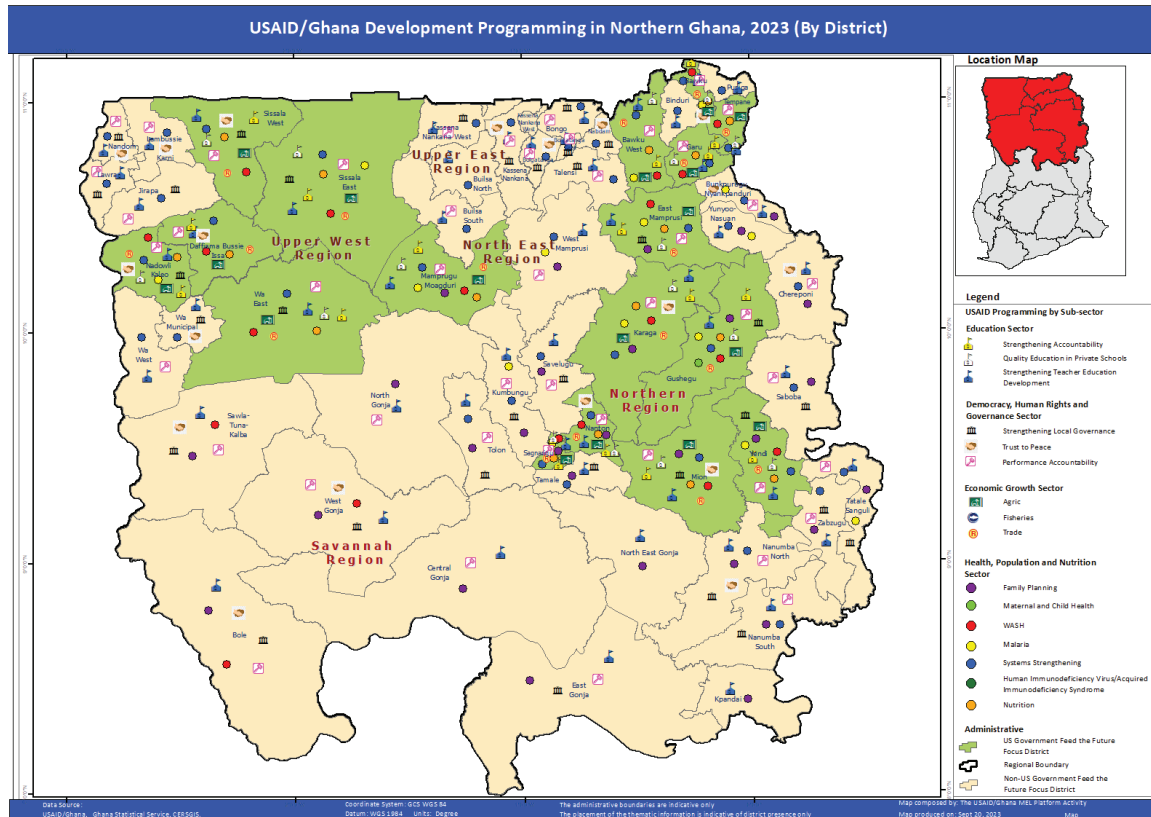 USAID/Ghana Development Programming in Northern Ghana, 2023 (By District)
Location Map
Sissala
West
Nandom
Lambussie
Karni
Lawra
Jirapa
Sissala
East
Kassena
Nankana West
Kassena
Nankana
West
Bongo
Nabdam
Talensi
Kassena
Nankana
Upper East
Region
Builsa
North
Builsa
South
Binduri
Pusiga
Tempane
Bawku
West
Garu
Bunkpurugu
Nyankpanduri
Yunyoo-
Nasuan
East
Mamprusi
West
Mamprusi
North East
Region
Mamprugu
Moagduri
Chereponi
Upper West
Region
Daffiama Bussie
Issa
Nadowli
Kaleo
Wa
East
Wa
Municipal
Wa
West
Karaga
Gushegu
Northern
Region
Saboba
Savelugu
Kumbungu
North
Gonja
Tolon
Nanton
Sagnarigu
Tamale
Mion
Yendi
Sawla-
Tuna-
Kalba
West
Gonja
Savannah
Region
Central
Gonja
North East Gonja
Tatale
Sanguli
Zabzugu
Nanumba
North
Nanumba
South
Bole
East
Gonja
Kpandai
Legend
USAID Programming by Sub-sector
Education Sector
Strengthening Accountability
Quality Education in Private Schools
Strengthening Teacher Education
Development
Democracy, Human Rights and
Governance Sector
Strengthening Local Governance
Trust to Peace
Performance Accountability
Economic Growth Sector
Agric
Fisheries
Trade
Health, Population and Nutrition
Sector
Family Planning
Maternal and Child Health
WASH
Malaria
Systems Strengthening
Human Immunodeficiency Virus/Acquired
Immunodeficiency Syndrome
Nutrition
Administrative
US Government Feed the Future
Focus District
Regional Boundary
Non-US Government Feed the
Future Focus District
Data Source:
USAID/Ghana, Ghana Statistical Service, CERSGIS
Coordinate System: GCS WGS 84
Datum: WGS 1984 Units: Degree
The administrative boundaries are indicative only
The placement of the thematic information is indicative of district presence only
Map composed by: The USAID/Ghana MEL Platform Activity
Map produced on: Sept 20, 2023 Map